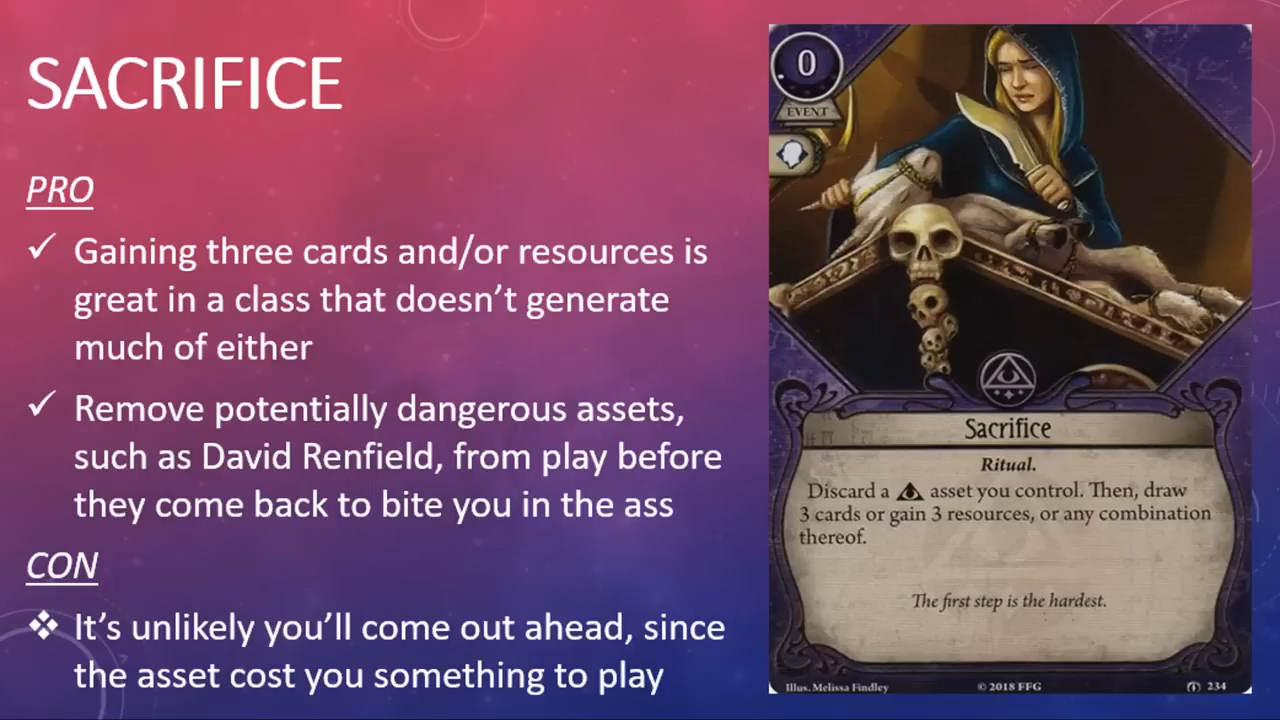 SACRIFICE
PRO
✓ Gaining three cards and/or resources is
great in a class that doesn't generate
much of either
✓ Remove potentially dangerous assets,
such as David Renfield, from play before
they come back to bite you in the ass
CON
❖ It's unlikely you'll come out ahead, since
the asset cost you something to play
0
EVENT
Sacrifice
Ritual.
Discard a asset you control. Then, draw
3 cards or gain 3 resources, or any combination
thereof.
The first step is the hardest.
Illus. Melissa Findley © 2018 FFG 234